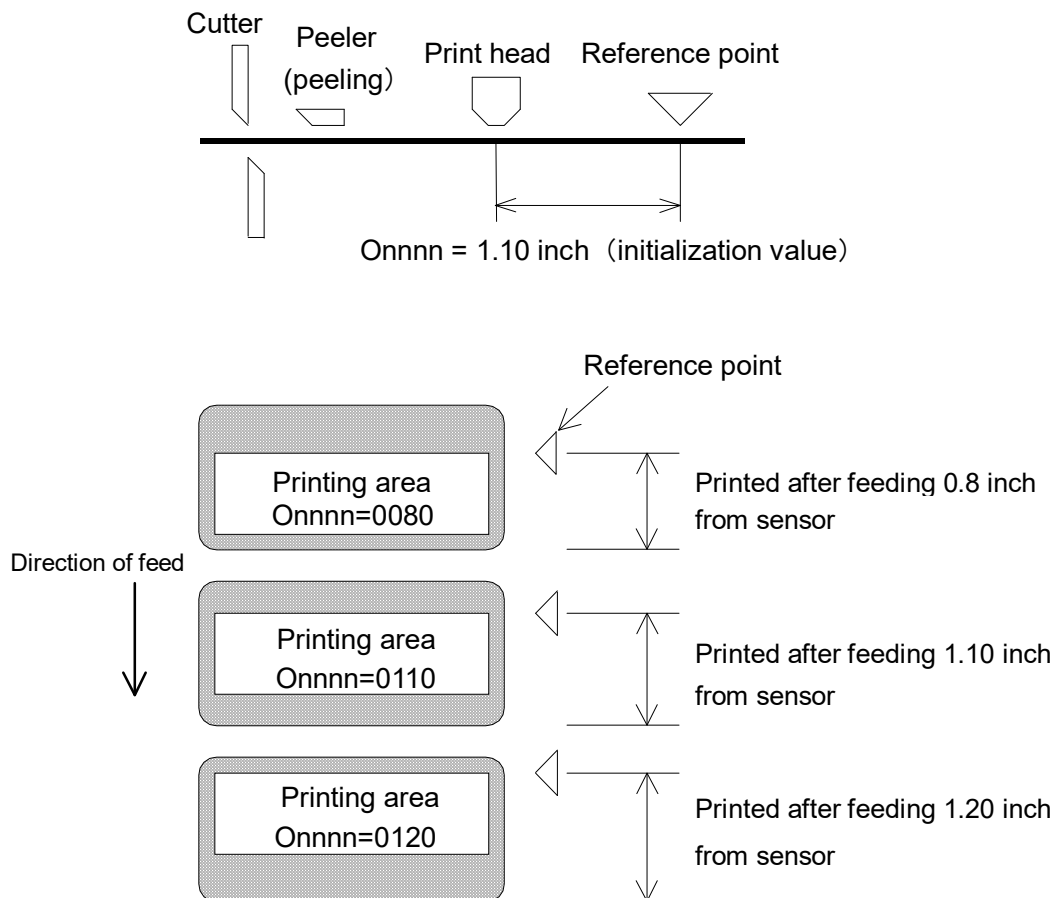 Cutter
Peeler
(peeling）
Print head
Reference point
Onnnn = 1.10 inch（initialization value）
Reference point
Printing area
Onnnn=0080
Printed after feeding 0.8 inch
from sensor
Direction of feed
Printing area
Onnnn=0110
Printed after feeding 1.10 inch
from sensor
Printing area
Onnnn=0120
Printed after feeding 1.20 inch
from sensor